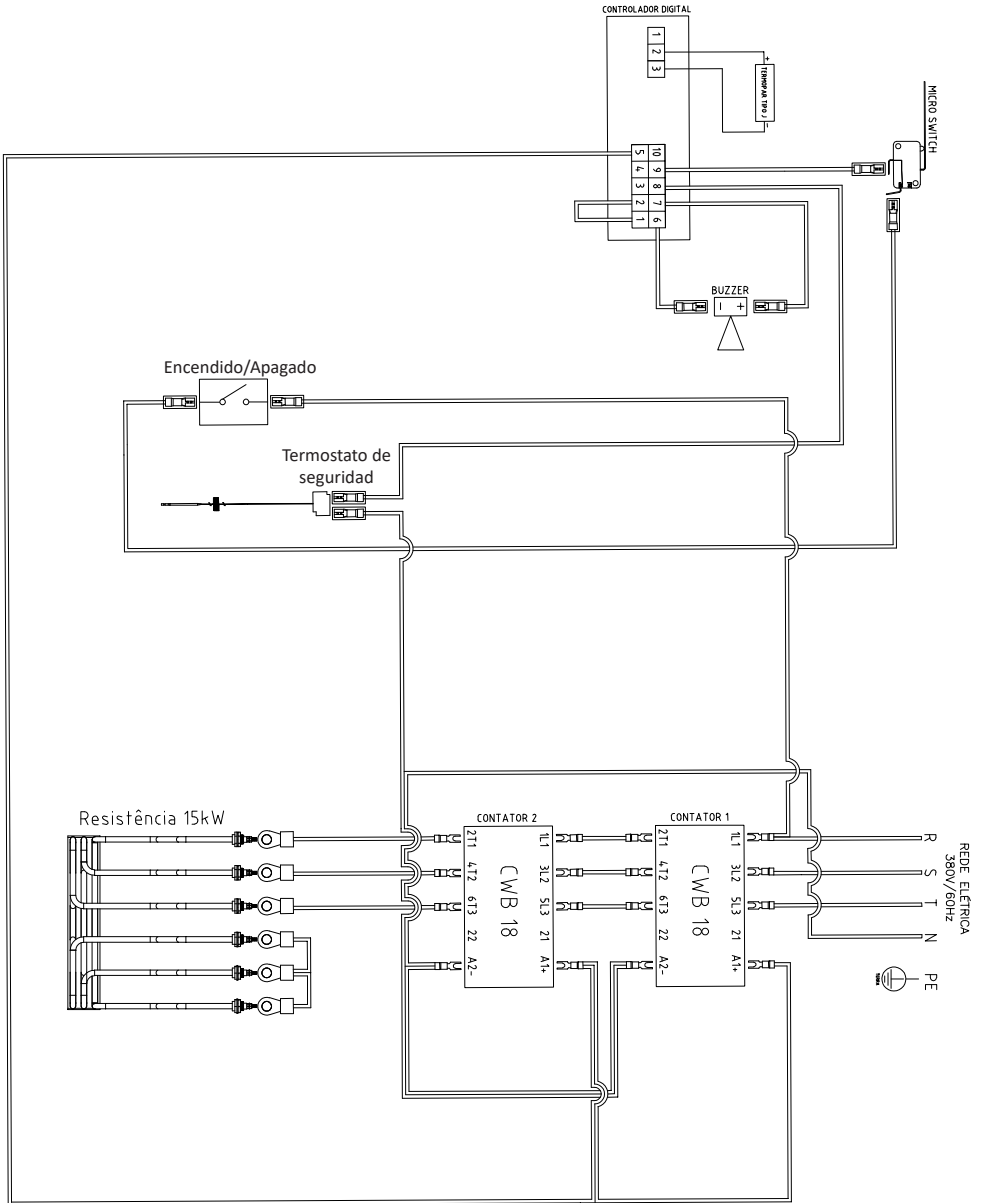 CONTROLADOR DIGITAL
1
2
3
+
TERMOPAR TIPO J
-
MICRO SWITCH
5 10
4 9
3 8
2 7
1 6
BUZZER
- +
Encendido/Apagado
Termostato de
seguridad
Resistência 15kW
CONTATOR 2
2T1 1L1
4T2 3L2
6T3 5L3
22 21
A2- A1+
CWB 18
CONTATOR 1
2T1 1L1
4T2 3L2
6T3 5L3
22 21
A2- A1+
CWB 18
R
S
T
N
PE
REDE ELÉTRICA
380V/60Hz